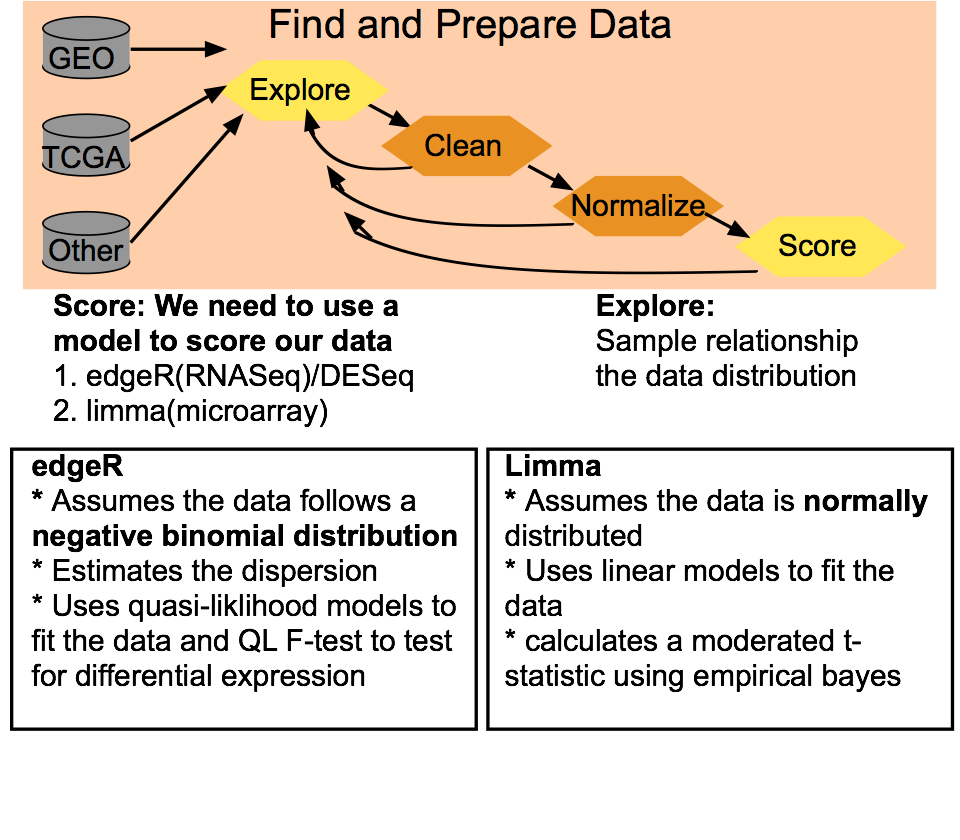 Find and Prepare Data
GEO
TCGA
Other
Explore
Clean
Normalize
Score
Score: We need to use a
model to score our data
1. edgeR(RNASeq)/DESeq
2. limma(microarray)
Explore:
Sample relationship
the data distribution
edgeR
* Assumes the data follows a
negative binomial distribution
* Estimates the dispersion
* Uses quasi-liklihood models to
fit the data and QL F-test to test
for differential expression
Limma
* Assumes the data is normally
distributed
* Uses linear models to fit the
data
* calculates a moderated t-
statistic using empirical bayes